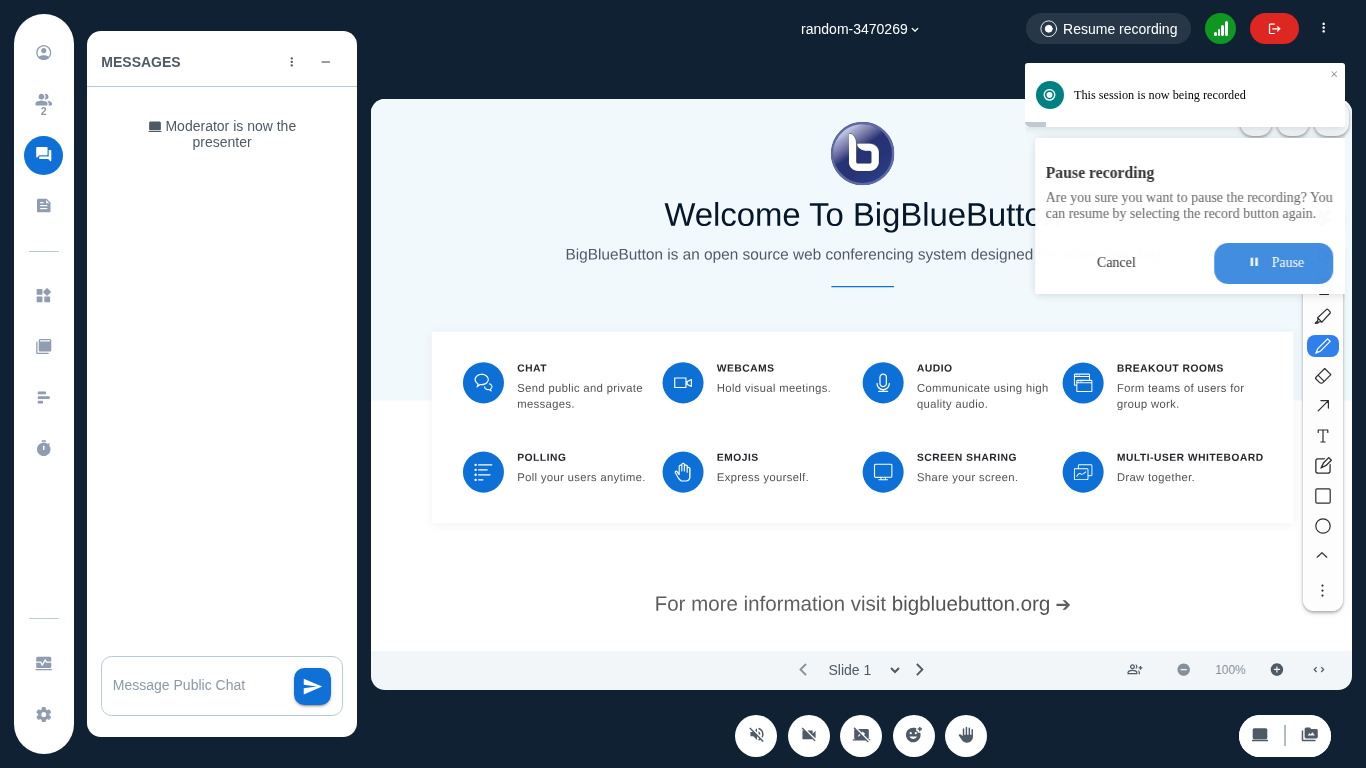 random-3470269
Resume recording
MESSAGES
2
Moderator is now the
presenter
Message Public Chat
This session is now being recorded
×
Pause recording
Are you sure you want to pause the recording? You
can resume by selecting the record button again.
Cancel
Pause
Welcome To BigBlueButto
BigBlueButton is an open source web conferencing system designed
CHAT
Send public and private
messages.
WEBCAMS
Hold visual meetings.
AUDIO
Communicate using high
quality audio.
BREAKOUT ROOMS
Form teams of users for
group work.
POLLING
Poll your users anytime.
EMOJIS
Express yourself.
SCREEN SHARING
Share your screen.
MULTI-USER WHITEBOARD
Draw together.
For more information visit bigbluebutton.org ➔
Slide 1
100%